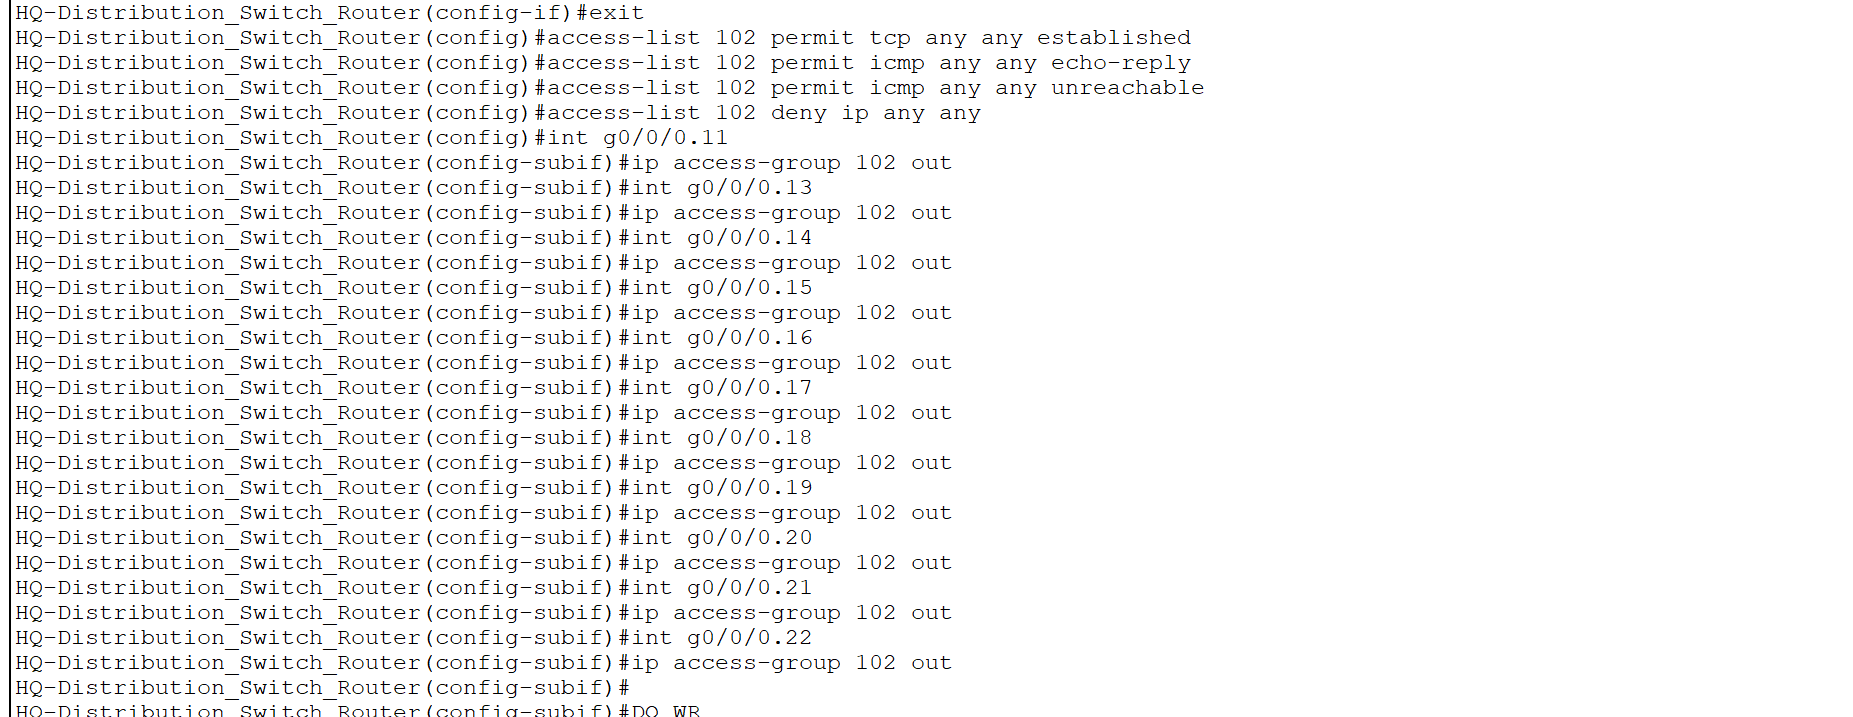 HQ-Distribution_Switch_Router(config-if)#exit
HQ-Distribution_Switch_Router(config)#access-list 102 permit tcp any any established
HQ-Distribution_Switch_Router(config)#access-list 102 permit icmp any any echo-reply
HQ-Distribution_Switch_Router(config)#access-list 102 permit icmp any any unreachable
HQ-Distribution_Switch_Router(config)#access-list 102 deny ip any any
HQ-Distribution_Switch_Router(config)#int g0/0/0.11
HQ-Distribution_Switch_Router(config-subif)#ip access-group 102 out
HQ-Distribution_Switch_Router(config-subif)#int g0/0/0.13
HQ-Distribution_Switch_Router(config-subif)#ip access-group 102 out
HQ-Distribution_Switch_Router(config-subif)#int g0/0/0.14
HQ-Distribution_Switch_Router(config-subif)#ip access-group 102 out
HQ-Distribution_Switch_Router(config-subif)#int g0/0/0.15
HQ-Distribution_Switch_Router(config-subif)#ip access-group 102 out
HQ-Distribution_Switch_Router(config-subif)#int g0/0/0.16
HQ-Distribution_Switch_Router(config-subif)#ip access-group 102 out
HQ-Distribution_Switch_Router(config-subif)#int g0/0/0.17
HQ-Distribution_Switch_Router(config-subif)#ip access-group 102 out
HQ-Distribution_Switch_Router(config-subif)#int g0/0/0.18
HQ-Distribution_Switch_Router(config-subif)#ip access-group 102 out
HQ-Distribution_Switch_Router(config-subif)#int g0/0/0.19
HQ-Distribution_Switch_Router(config-subif)#ip access-group 102 out
HQ-Distribution_Switch_Router(config-subif)#int g0/0/0.20
HQ-Distribution_Switch_Router(config-subif)#ip access-group 102 out
HQ-Distribution_Switch_Router(config-subif)#int g0/0/0.21
HQ-Distribution_Switch_Router(config-subif)#ip access-group 102 out
HQ-Distribution_Switch_Router(config-subif)#int g0/0/0.22
HQ-Distribution_Switch_Router(config-subif)#ip access-group 102 out
HQ-Distribution_Switch_Router(config-subif)#
HQ-Distribution_Switch_Router(config-subif)#DO WR